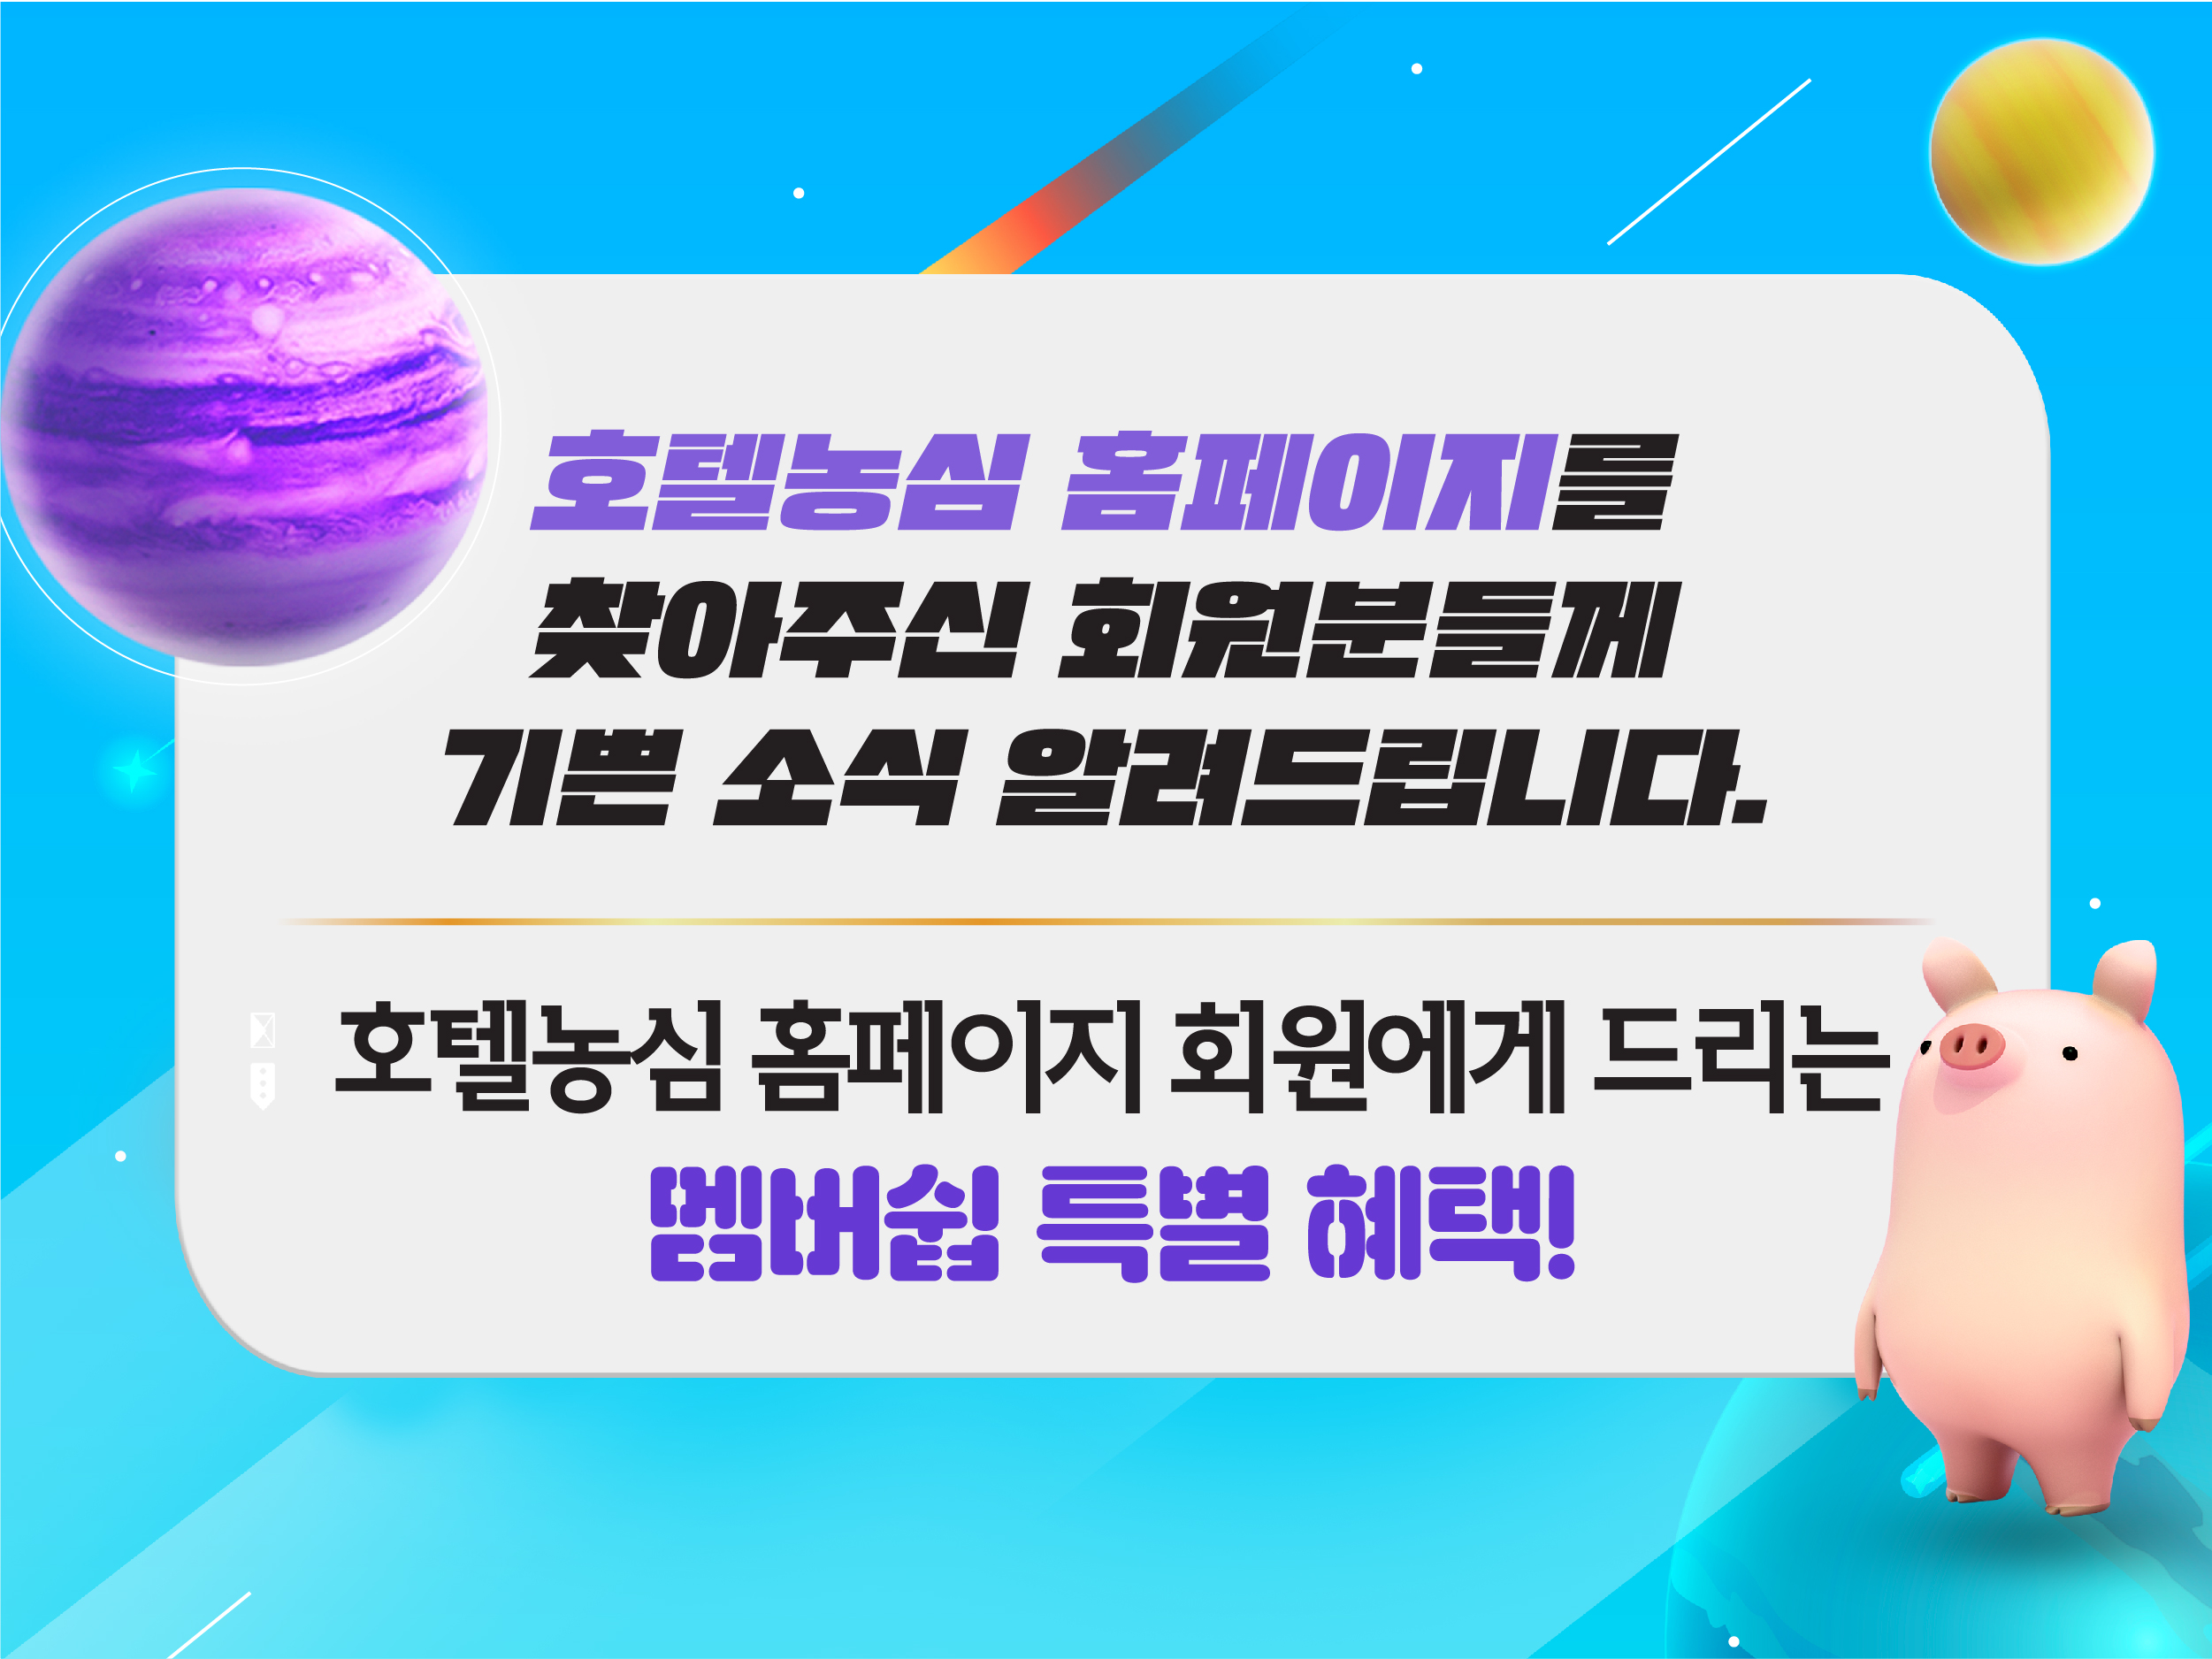 호텔농심 홈페이지를
찾아주신 회원분들께
기쁜 소식 알려드립니다.
호텔농심 홈페이지 회원에게 드리는
멤버쉽 특별 혜택!